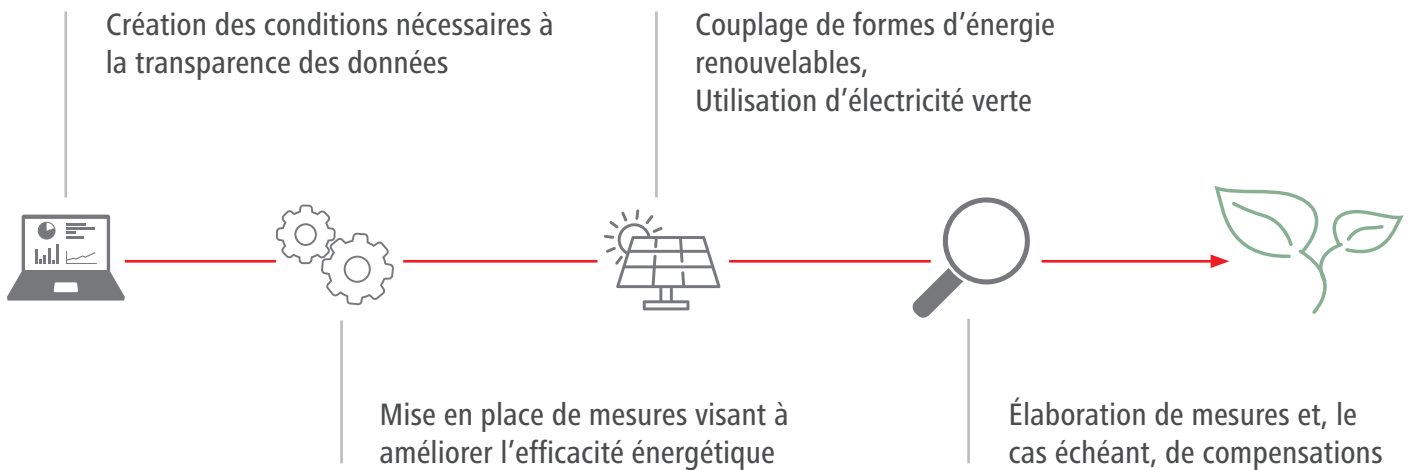 Création des conditions nécessaires à
la transparence des données
Couplage de formes d’énergie
renouvelables,
Utilisation d’électricité verte
Mise en place de mesures visant à
améliorer l’efficacité énergétique
Élaboration de mesures et, le
cas échéant, de compensations